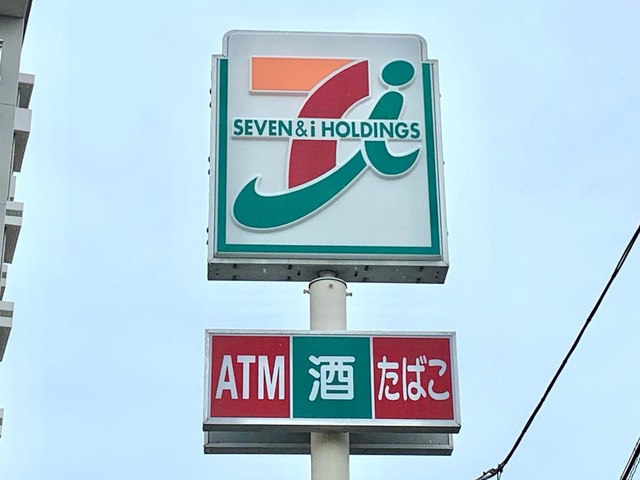 SEVEN & i HOLDINGS
ATM 酒 たばこ